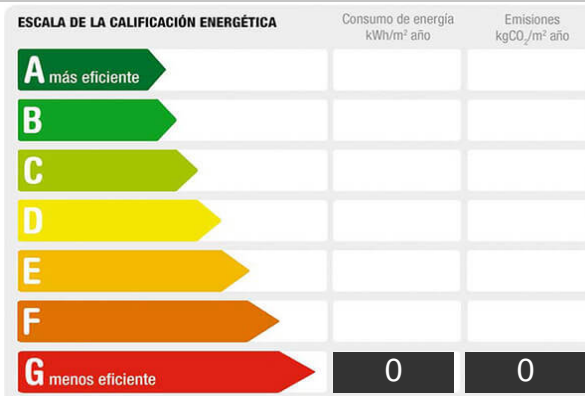 ESCALA DE LA CALIFICACIÓN ENERGÉTICA
Consumo de energía
kWh/m² año
Emisiones
kgCO₂/m² año
A más eficiente
B
C
D
E
F
G menos eficiente 0 0